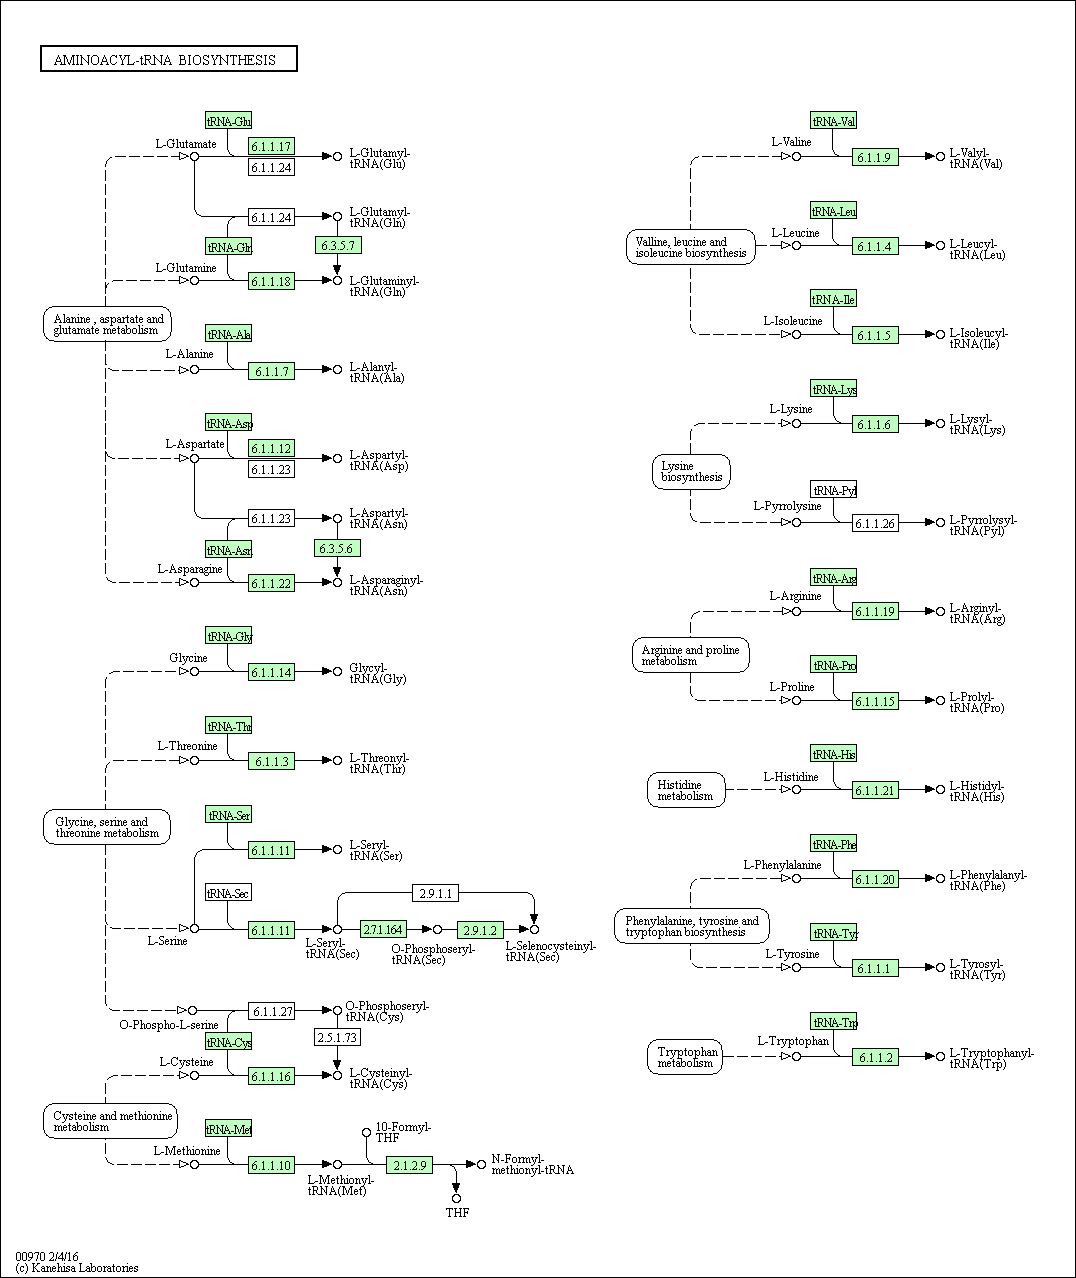 AMINOACYL-tRNA BIOSYNTHESIS
tRNA-Glu
L-Glutamate
6.1.1.17
6.1.1.24
L-Glutamyl-
tRNA(Glu)
6.1.1.24
L-Glutamyl-
tRNA(Gln)
tRNA-Gln
6.3.5.7
L-Glutamine
6.1.1.18
L-Glutaminyl-
tRNA(Gln)
Alanine , aspartate and
glutamate metabolism
tRNA-Ala
L-Alanine
6.1.1.7
L-Alanyl-
tRNA(Ala)
tRNA-Asp
L-Aspartate
6.1.1.12
6.1.1.23
L-Aspartyl-
tRNA(Asp)
6.1.1.23
L-Aspartyl-
tRNA(Asn)
tRNA-Asn
6.3.5.6
L-Asparagine
6.1.1.22
L-Asparaginyl-
tRNA(Asn)
tRNA-Gly
Glycine
6.1.1.14
Glycyl-
tRNA(Gly)
tRNA-Thr
L-Threonine
6.1.1.3
L-Threonyl-
tRNA(Thr)
Glycine, serine and
threonine metabolism
tRNA-Ser
6.1.1.11
L-Seryl-
tRNA(Ser)
tRNA-Sec
L-Serine
6.1.1.11
L-Seryl-
tRNA(Sec)
2.9.1.1
2.7.1.164
O-Phosphoseryl-
tRNA(Sec)
2.9.1.2
L-Selenocysteinyl-
tRNA(Sec)
O-Phospho-L-serine
6.1.1.27
O-Phosphoseryl-
tRNA(Cys)
tRNA-Cys
2.5.1.73
L-Cysteine
6.1.1.16
L-Cysteinyl-
tRNA(Cys)
Cysteine and methionine
metabolism
tRNA-Met
L-Methionine
6.1.1.10
L-Methionyl-
tRNA(Met)
10-Formyl-
THF
2.1.2.9
N-Formyl-
methionyl-tRNA
THF
tRNA-Val
L-Valine
6.1.1.9
L-Valyl-
tRNA(Val)
tRNA-Leu
Valline, leucine and
isoleucine biosynthesis
L-Leucine
6.1.1.4
L-Leucyl-
tRNA(Leu)
tRNA-Ile
L-Isoleucine
6.1.1.5
L-Isoleucyl-
tRNA(Ile)
tRNA-Lys
L-Lysine
6.1.1.6
L-Lysyl-
tRNA(Lys)
Lysine
biosynthesis
tRNA-Pyl
L-Pyrrolysine
6.1.1.26
L-Pyrrolysyl-
tRNA(Pyl)
tRNA-Arg
L-Arginine
6.1.1.19
L-Arginyl-
tRNA(Arg)
Arginine and proline
metabolism
tRNA-Pro
L-Proline
6.1.1.15
L-Prolyl-
tRNA(Pro)
tRNA-His
Histidine
metabolism
L-Histidine
6.1.1.21
L-Histidyl-
tRNA(His)
tRNA-Phe
L-Phenylalanine
6.1.1.20
L-Phenylalanyl-
tRNA(Phe)
Phenylalanine, tyrosine and
tryptophan biosynthesis
tRNA-Tyr
L-Tyrosine
6.1.1.1
L-Tyrosyl-
tRNA(Tyr)
tRNA-Trp
Tryptophan
metabolism
L-Tryptophan
6.1.1.2
L-Tryptophanyl-
tRNA(Trp)
00970 2/4/16
(c) Kanehisa Laboratories